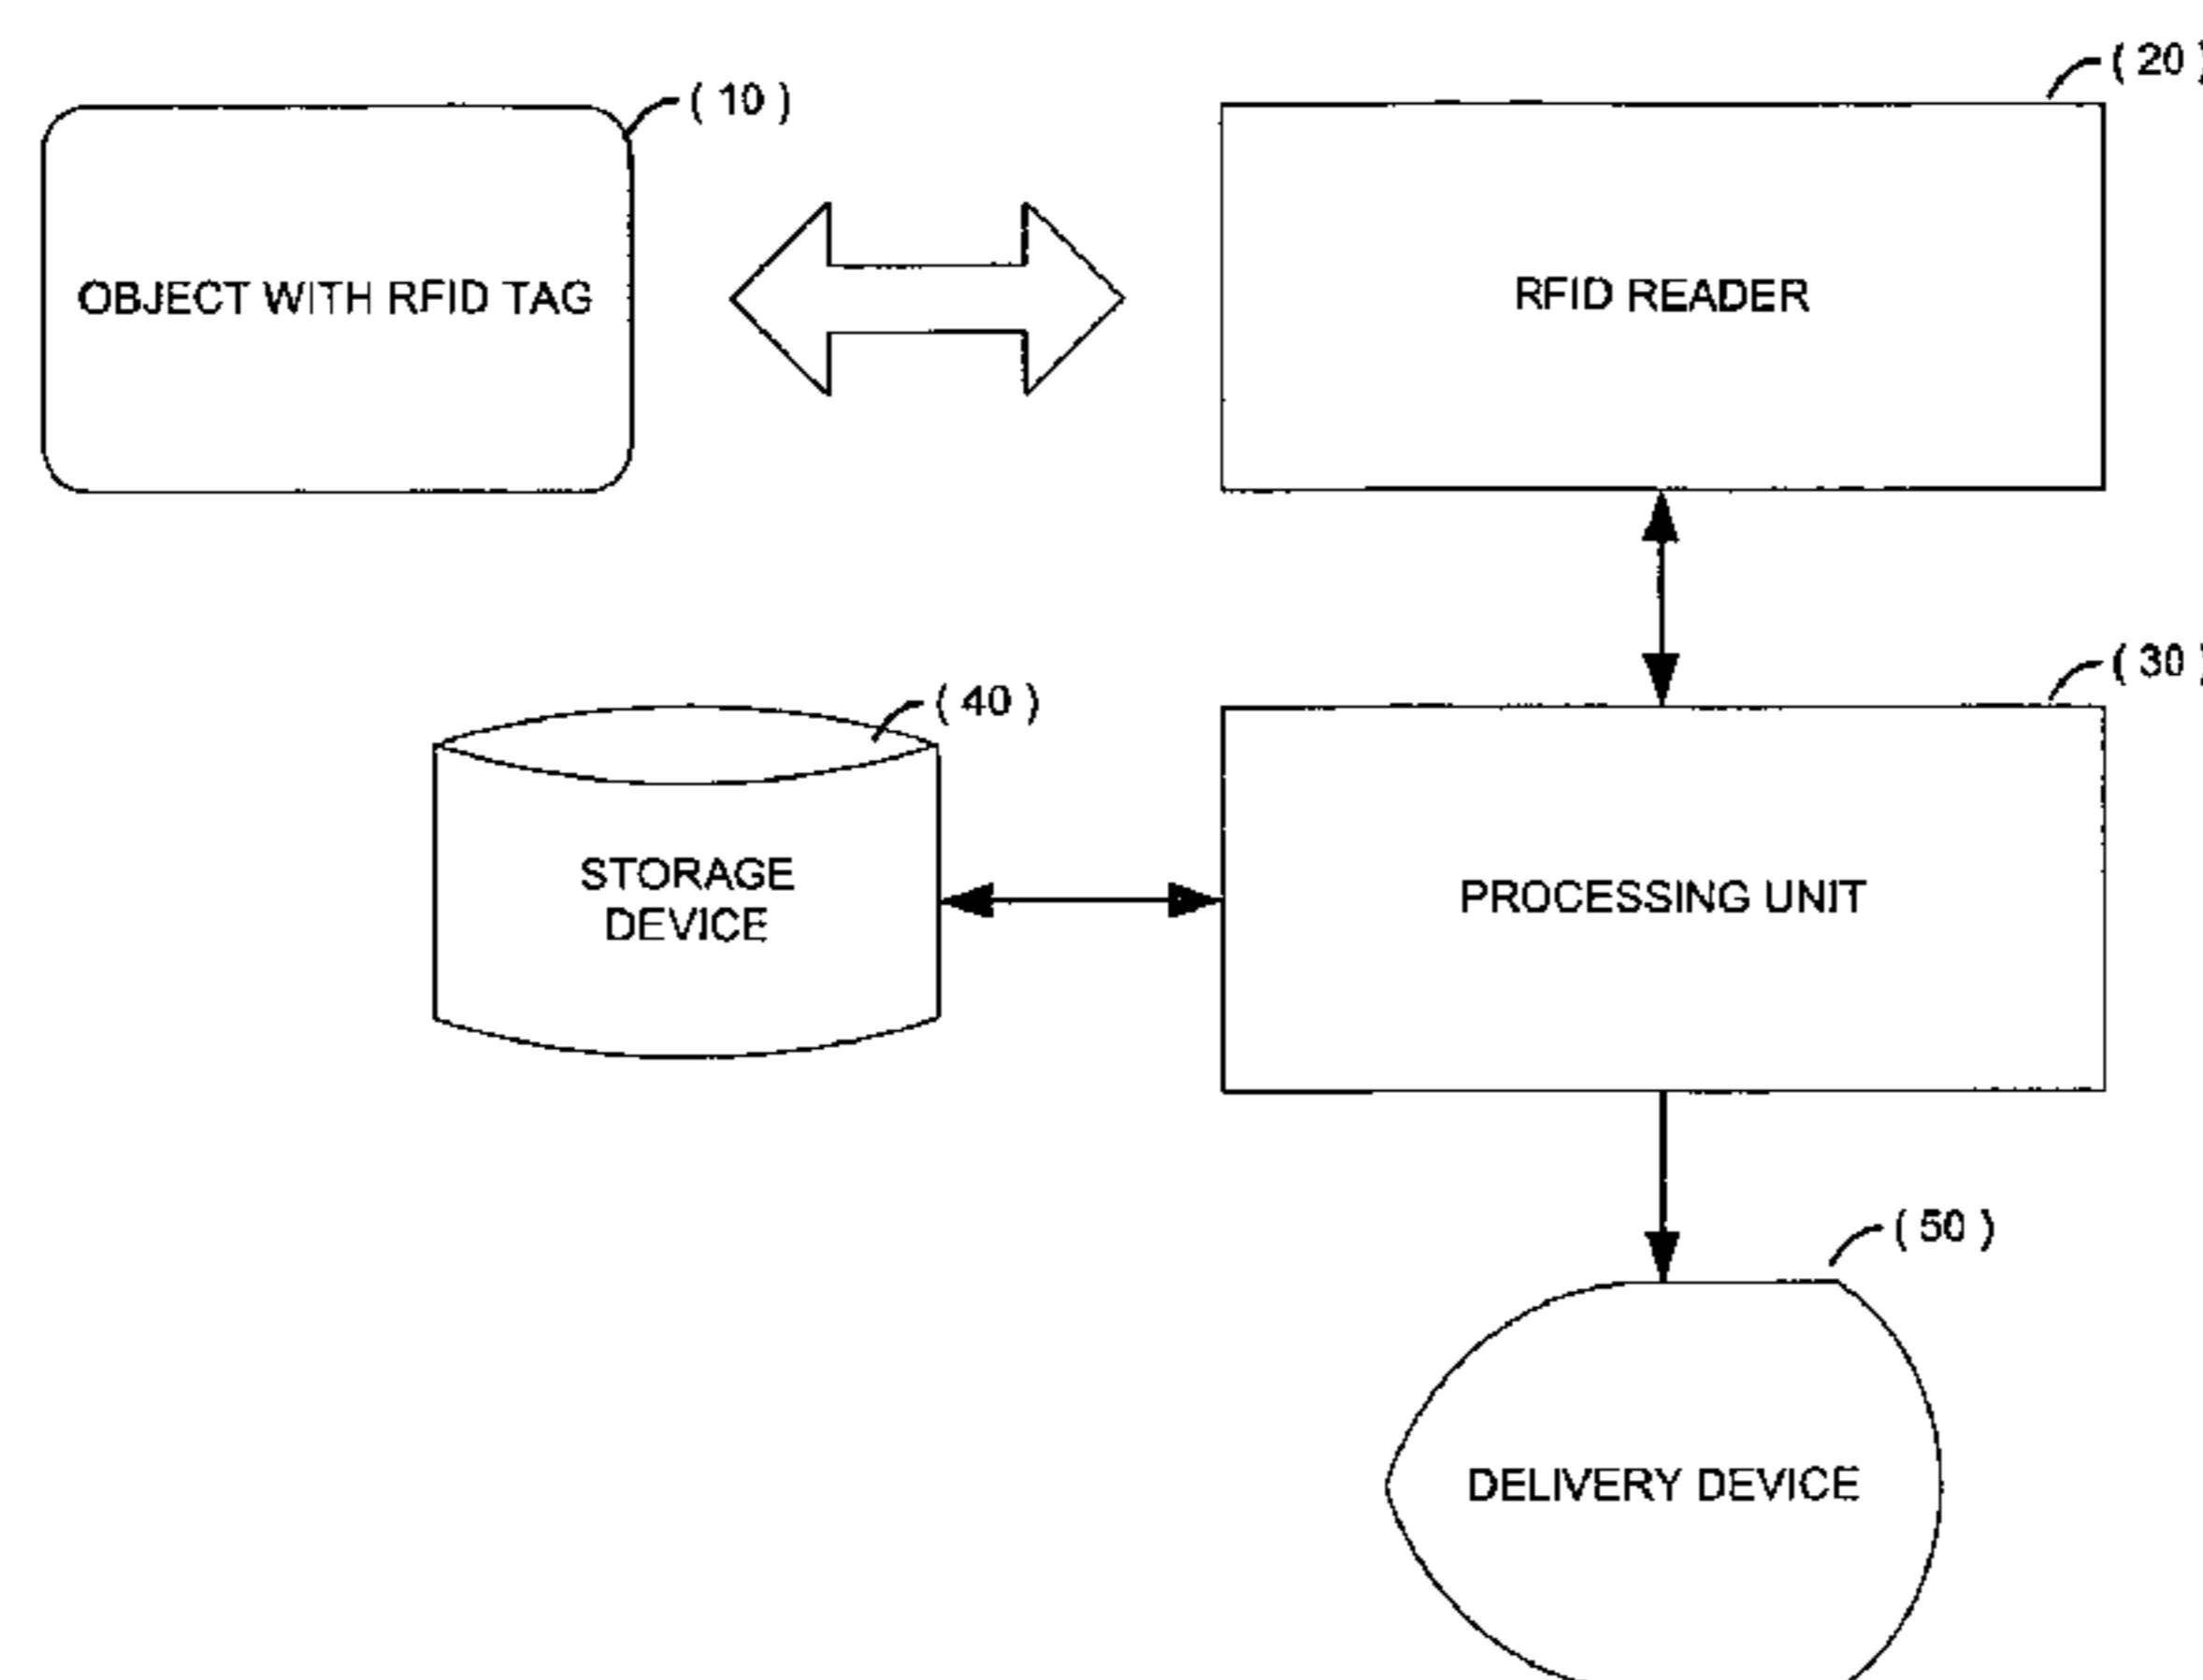 ( 20 )
( 10 )
OBJECT WITH RFID TAG
RFID READER
( 30 )
( 40 )
STORAGE
DEVICE
PROCESSING UNIT
( 50 )
DELIVERY DEVICE